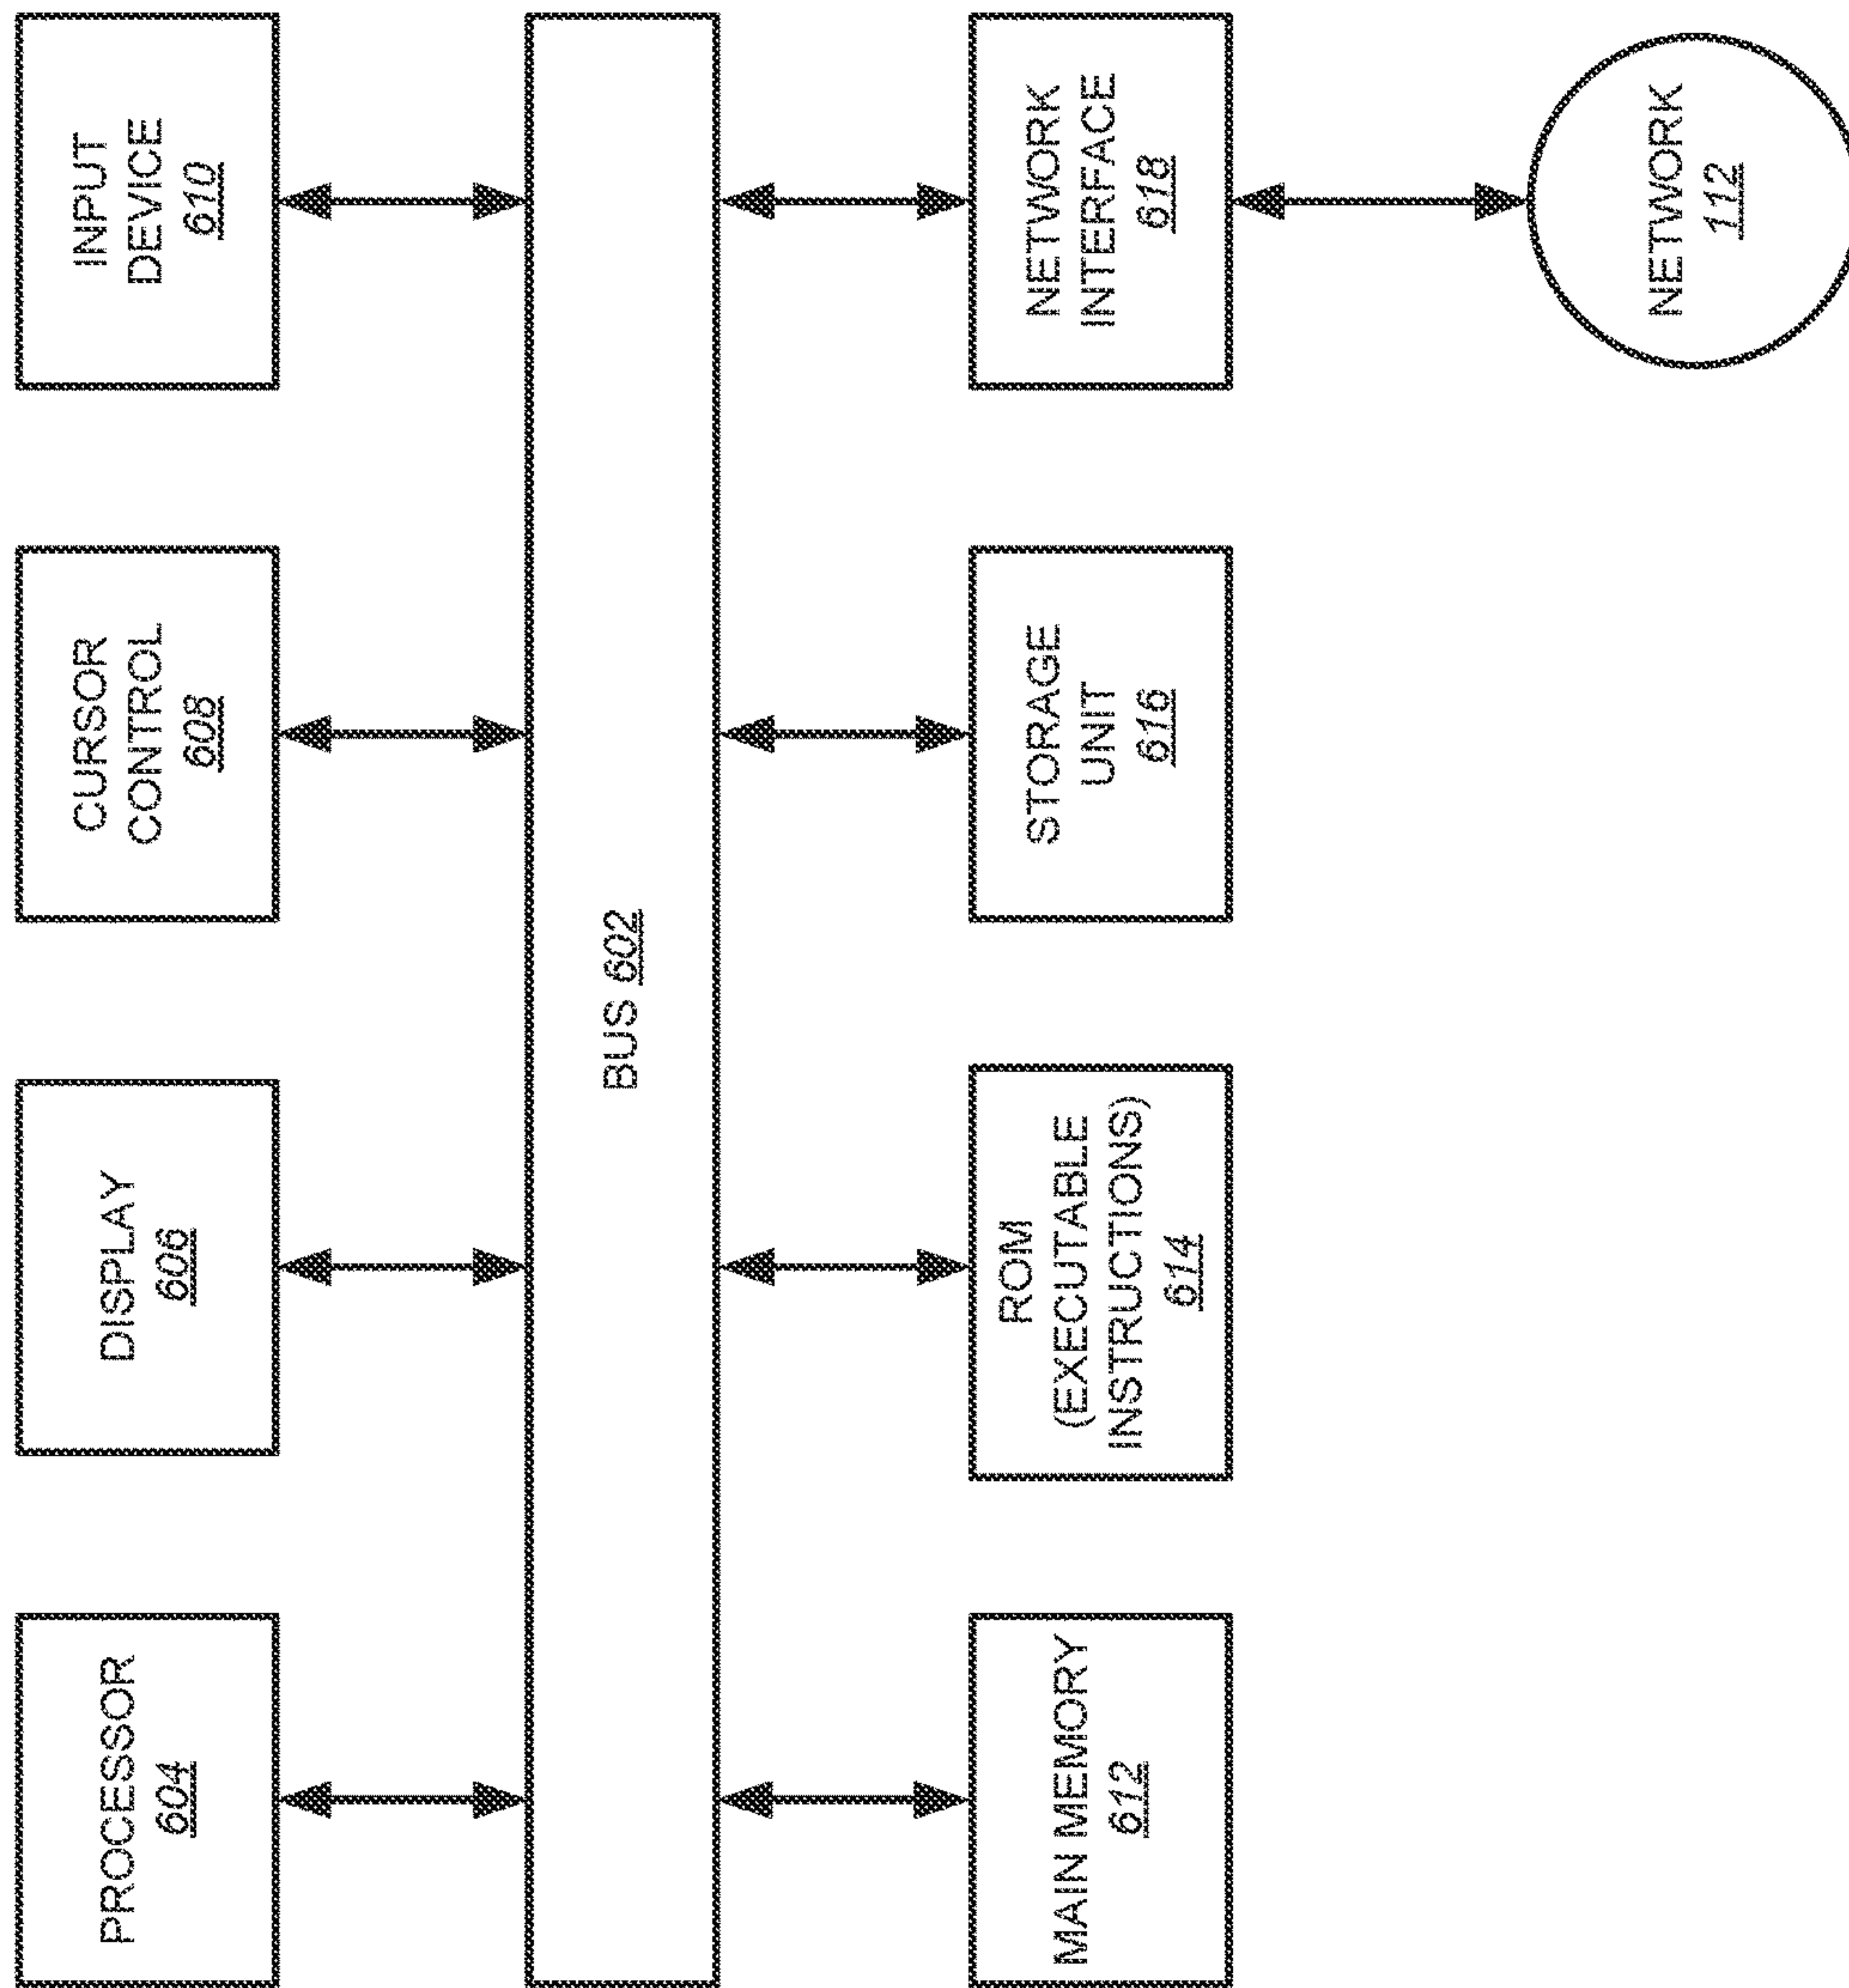 PROCESSOR
604
DISPLAY
606
CURSOR
CONTROL
608
INPUT
DEVICE
610
BUS 602
MAIN MEMORY
612
ROM
(EXECUTABLE
INSTRUCTIONS)
614
STORAGE
UNIT
616
NETWORK
INTERFACE
618
NETWORK
112